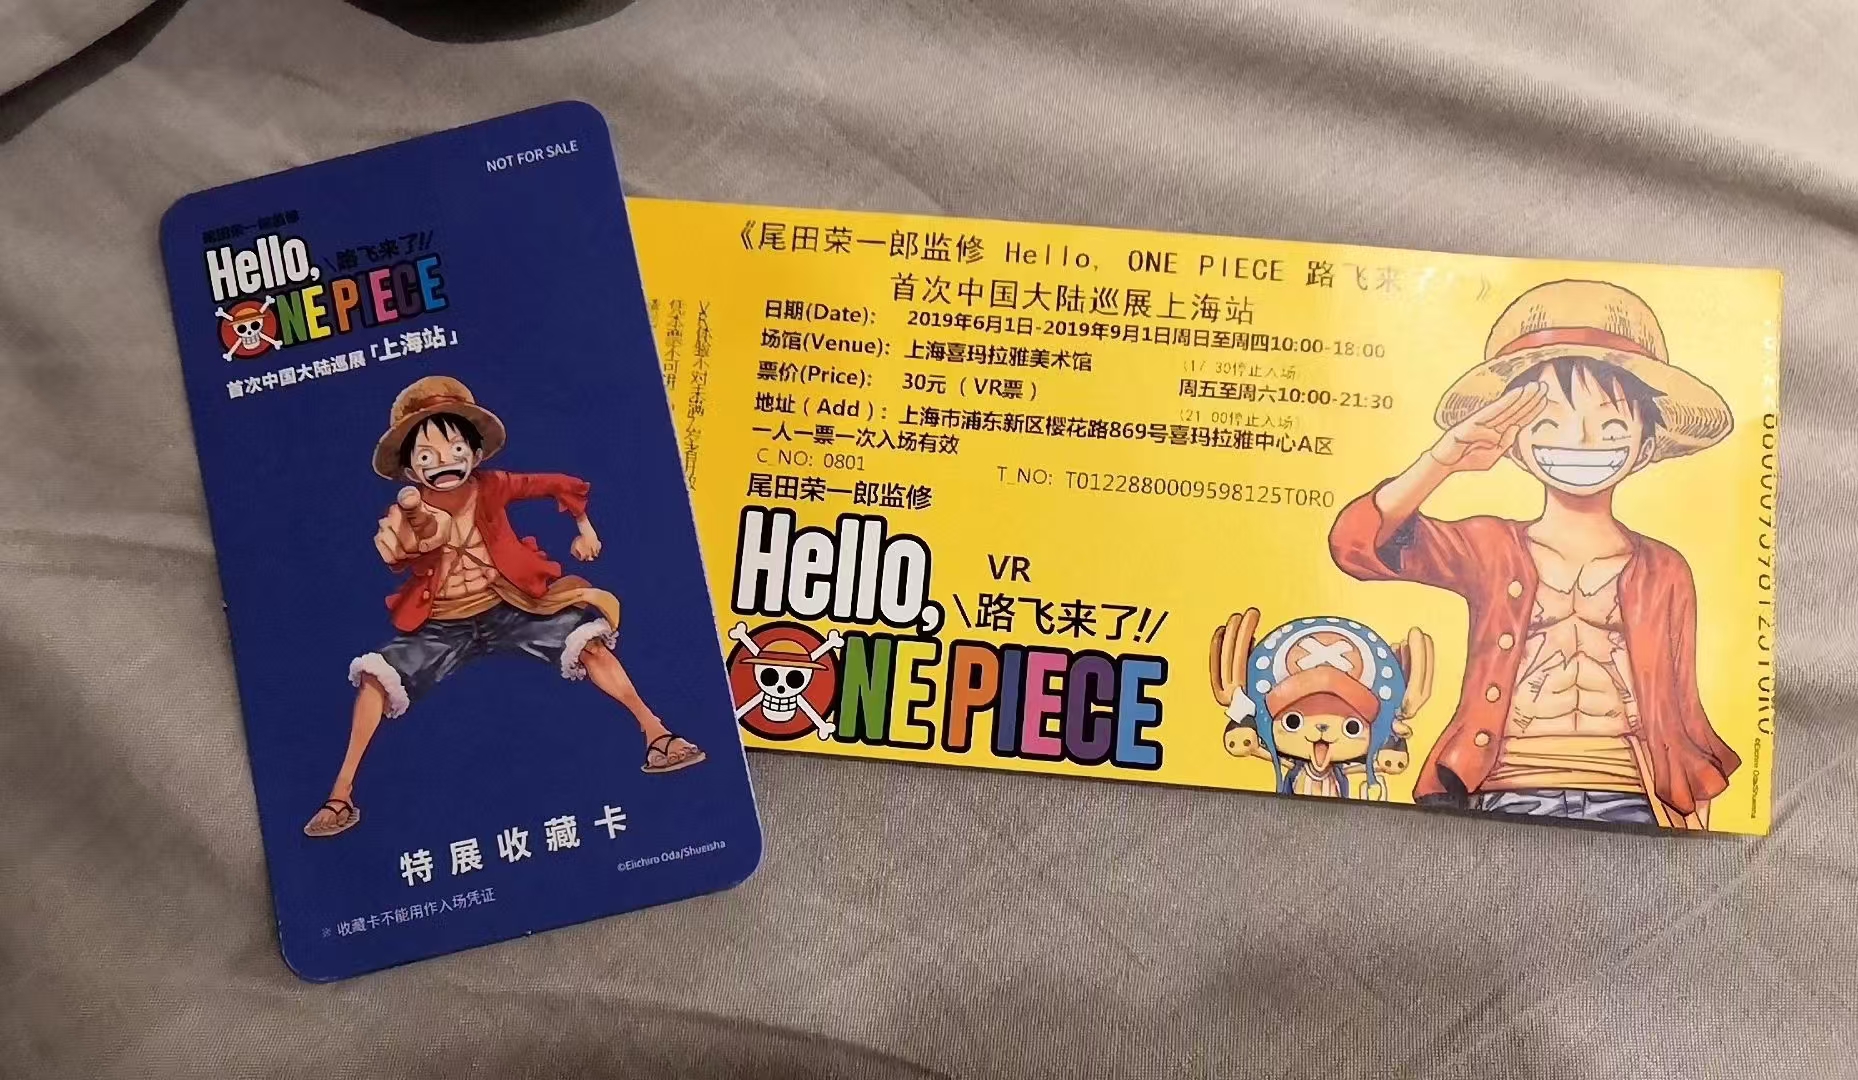 NOT FOR SALE
尾田荣一郎监修
Hello,
\路飞来了!!/
ONE PIECE
首次中国大陆巡展「上海站」
特展收藏卡
©Eiichiro Oda/Shueisha
※ 收藏卡不能用作入场凭证
《尾田荣一郎监修 Hello, ONE PIECE 路飞来了 》
首次中国大陆巡展上海站
日期(Date): 2019年6月1日-2019年9月1日周日至周四10:00-18:00
(17 30停止入场)
场馆(Venue): 上海喜玛拉雅美术馆
票价(Price): 30元（VR票）
周五至周六10:00-21:30
(21 00停止入场)
地址（Add）: 上海市浦东新区樱花路869号喜玛拉雅中心A区
一人一票一次入场有效
C_NO: 0801
T_NO: T0122880009598125T0R0
尾田荣一郎监修
Hello,
VR
\路飞来了!!/
ONE PIECE
©Eiichiro Oda/Shueisha